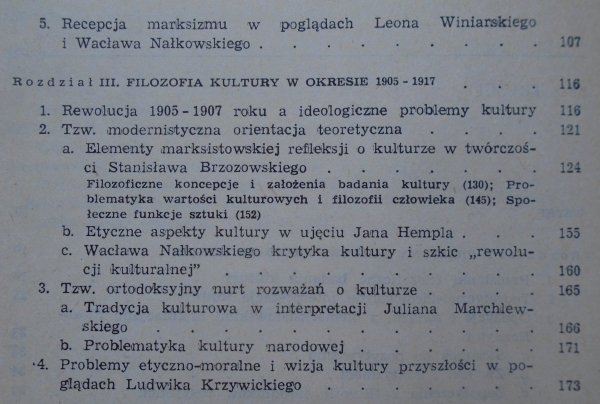 5. Recepcja marksizmu w poglądach Leona Winiarskiego
i Wacława Nałkowskiego . . . . . . . . 107
Rozdział III. FILOZOFIA KULTURY W OKRESIE 1905-1917 . . . 116
1. Rewolucja 1905-1907 roku a ideologiczne problemy kultury 116
2. Tzw. modernistyczna orientacja teoretyczna . . . . 121
a. Elementy marksistowskiej refleksji o kulturze w twórczoś-
ci Stanisława Brzozowskiego . . . . . . . 124
Filozoficzne koncepcje i założenia badania kultury (130); Pro-
blematyka wartości kulturowych i filozofii człowieka (145); Spo-
łeczne funkcje sztuki (152)
b. Etyczne aspekty kultury w ujęciu Jana Hempla . . . 155
c. Wacława Nałkowskiego krytyka kultury i szkic „rewolu-
cji kulturalnej” . . . . . . . . . . 160
3. Tzw. ortodoksyjny nurt rozważań o kulturze . . . . 165
a. Tradycja kulturowa w interpretacji Juliana Marchlew-
skiego . . . . . . . . . . . . 166
b. Problematyka kultury narodowej . . . . . . 171
4. Problemy etyczno-moralne i wizja kultury przyszłości w po-
glądach Ludwika Krzywickiego . . . . . . . 173